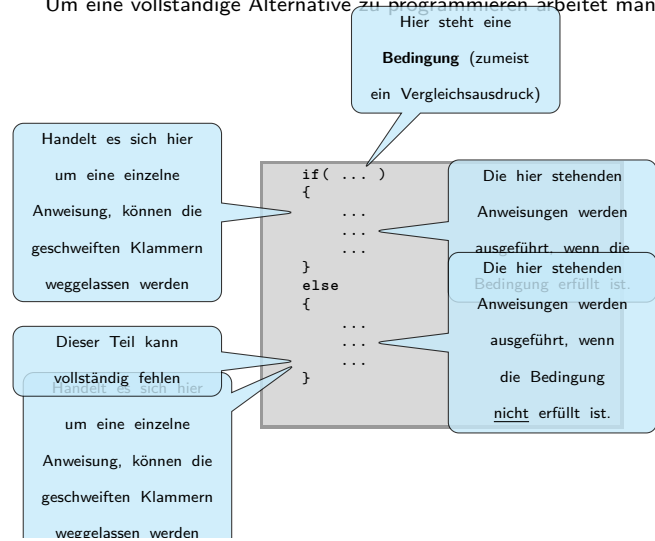 Um eine vollständige Alternative zu programmieren arbeitet man
Hier steht eine
Bedingung (zumeist
ein Vergleichsausdruck)
Handelt es sich hier
um eine einzelne
Anweisung, können die
geschweiften Klammern
weggelassen werden
if( ... )
{
...
...
...
}
else
{
...
...
...
}
Die hier stehenden
Anweisungen werden
ausgeführt, wenn die
Bedingung erfüllt ist.
Die hier stehenden
Anweisungen werden
ausgeführt, wenn
die Bedingung
nicht erfüllt ist.
Dieser Teil kann
vollständig fehlen
Handelt es sich hier
um eine einzelne
Anweisung, können die
geschweiften Klammern
weggelassen werden